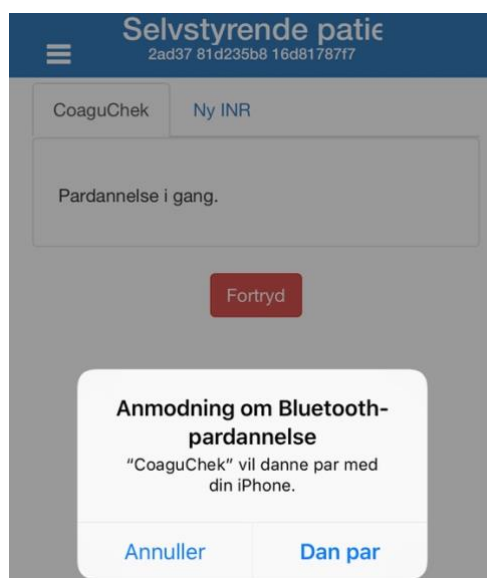 Selvstyrende patie
2ad37 81d235b8 16d81787f7
CoaguChek Ny INR
Pardannelse i gang.
Fortryd
Anmodning om Bluetooth-
pardannelse
“CoaguChek” vil danne par med
din iPhone.
Annuller Dan par